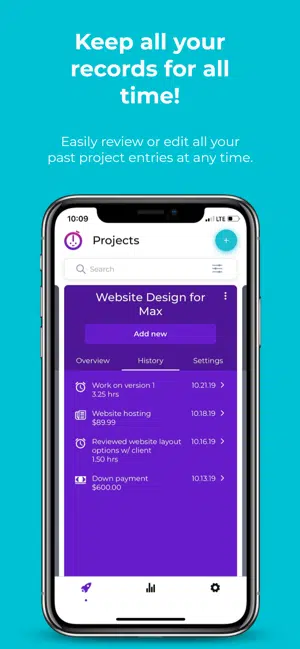 Keep all your
records for all
time!
Easily review or edit all your
past project entries at any time.
10:09
LTE
Projects
+
Search
Website Design for
Max
Add new
Overview History Settings
Work on version 1 10.21.19
3.25 hrs
Website hosting 10.18.19
$89.99
Reviewed website layout 10.16.19
options w/ client
1.50 hrs
Down payment 10.13.19
$600.00